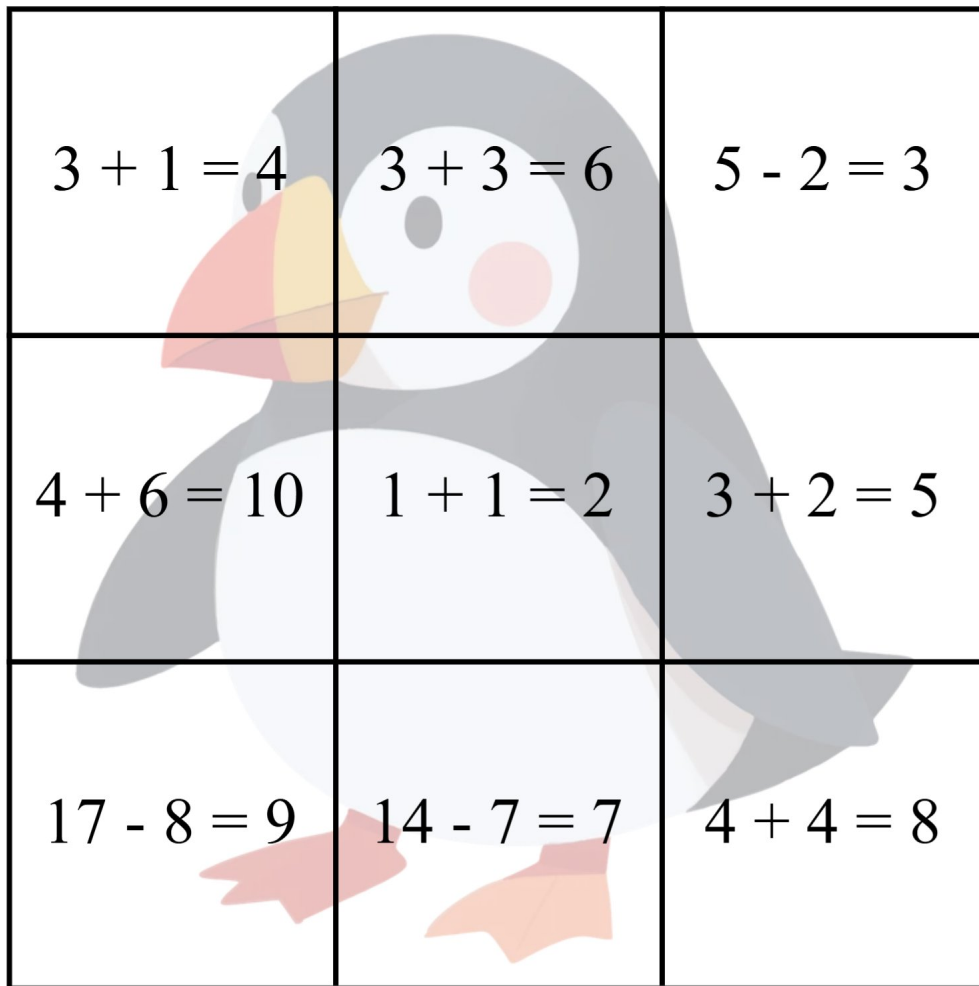 3 + 1 = 4
3 + 3 = 6
5 - 2 = 3
4 + 6 = 10
1 + 1 = 2
3 + 2 = 5
17 - 8 = 9
14 - 7 = 7
4 + 4 = 8